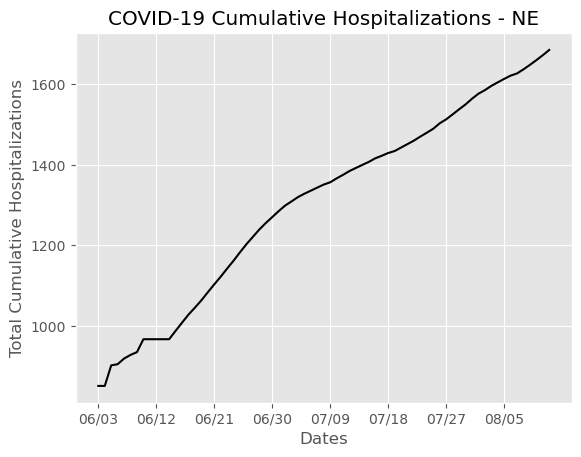 COVID-19 Cumulative Hospitalizations - NE
Total Cumulative Hospitalizations
1600
1400
1200
1000
06/03 06/12 06/21 06/30 07/09 07/18 07/27 08/05
Dates